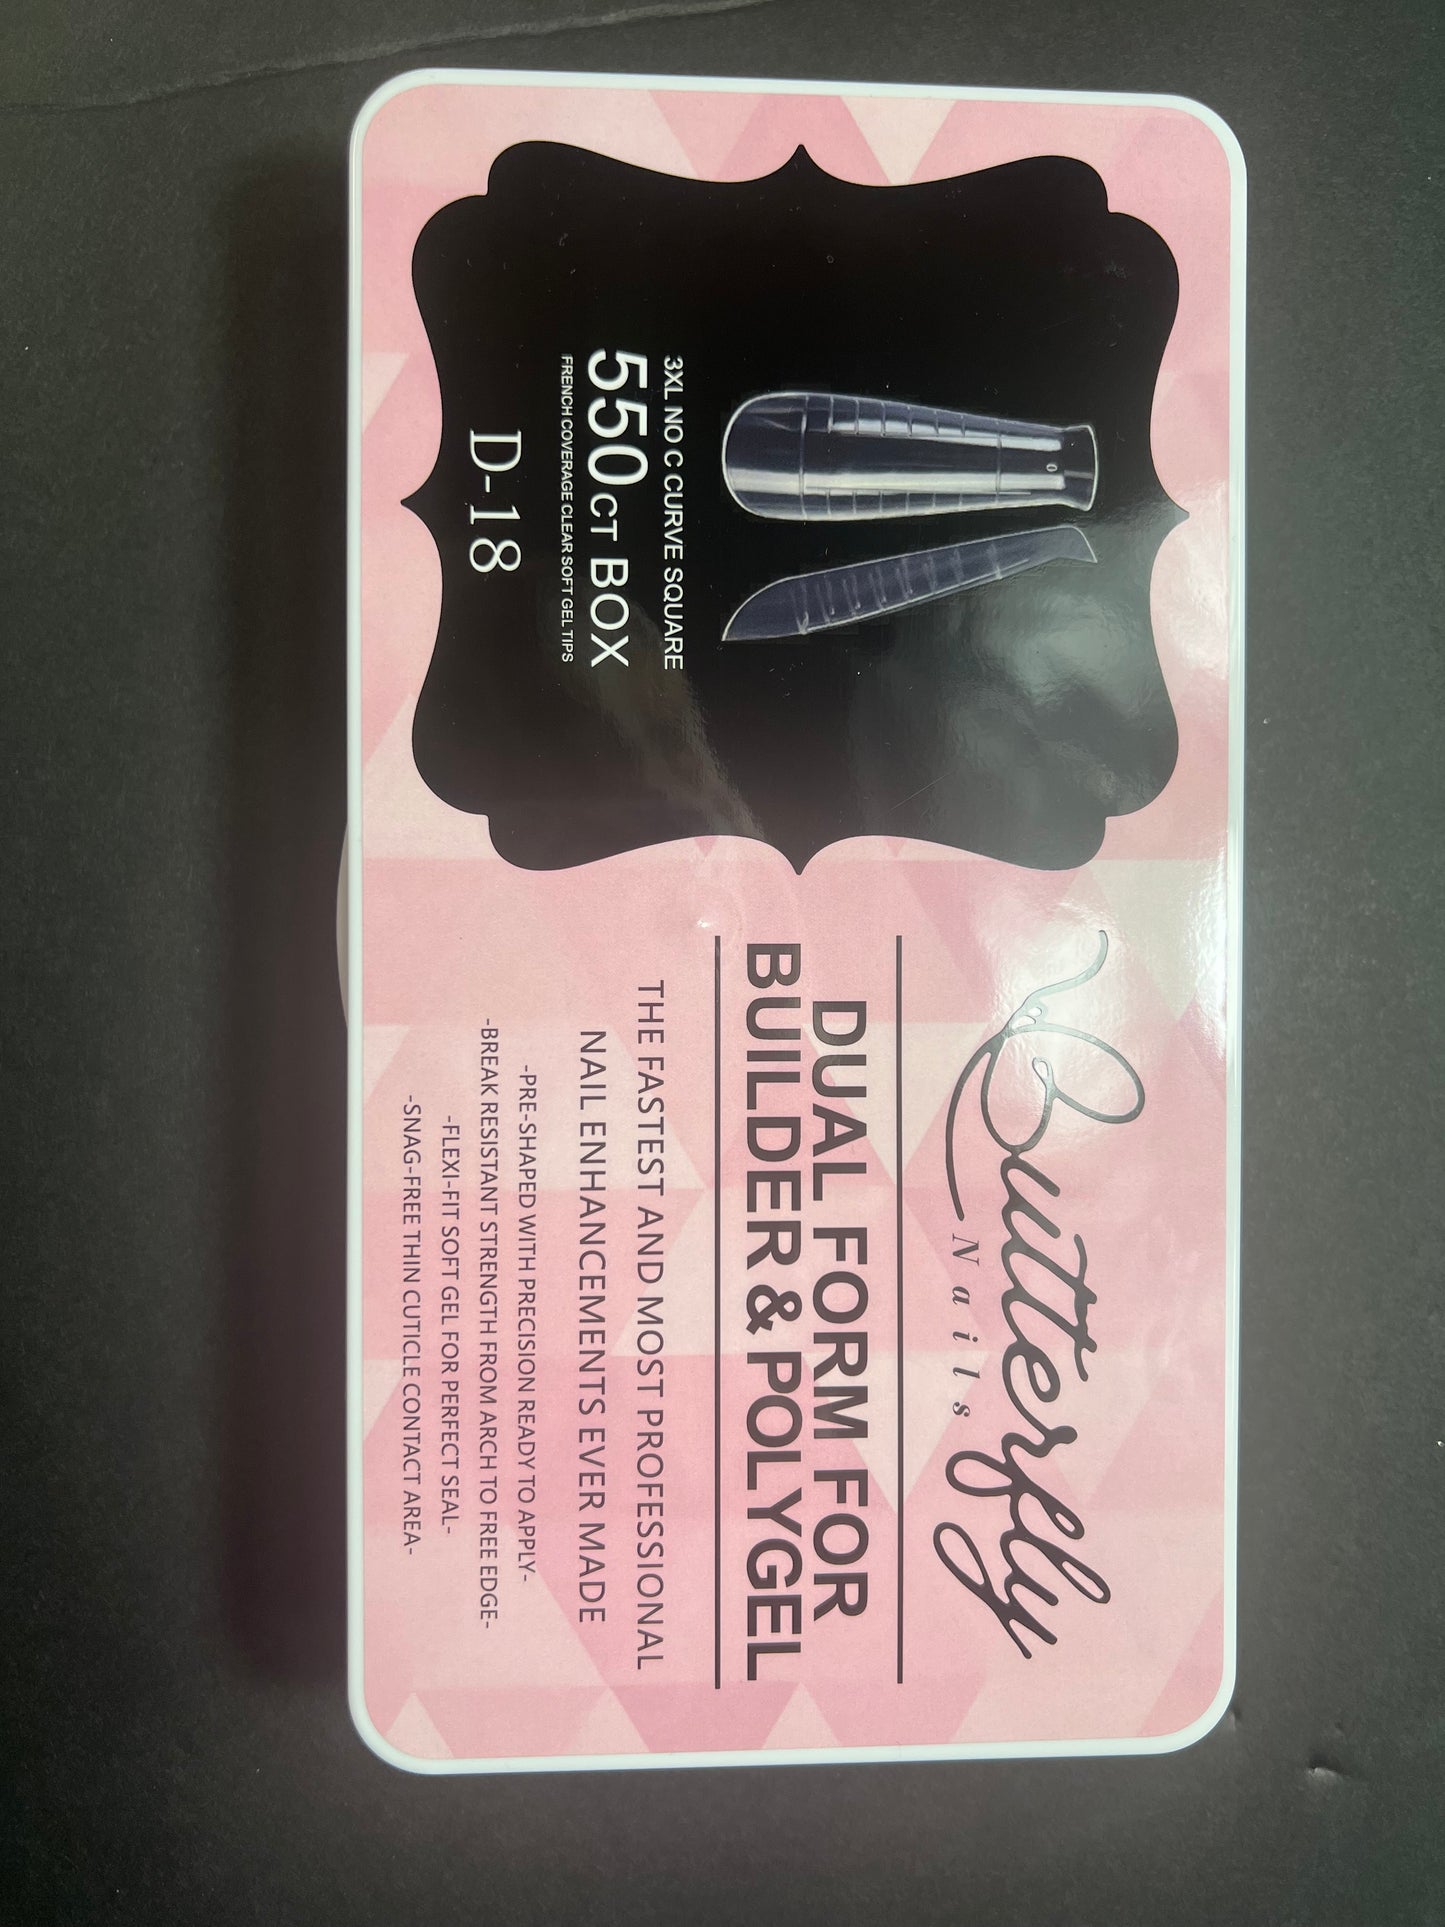 3XL NO C CURVE SQUARE
550 CT BOX
FRENCH COVERAGE CLEAR SOFT GEL TIPS
D-18
Butterfly
Nails
DUAL FORM FOR
BUILDER & POLYGEL
THE FASTEST AND MOST PROFESSIONAL
NAIL ENHANCEMENTS EVER MADE
-PRE-SHAPED WITH PRECISION READY TO APPLY-
-BREAK RESISTANT STRENGTH FROM ARCH TO FREE EDGE-
-FLEXI-FIT SOFT GEL FOR PERFECT SEAL-
-SNAG-FREE THIN CUTICLE CONTACT AREA-
0